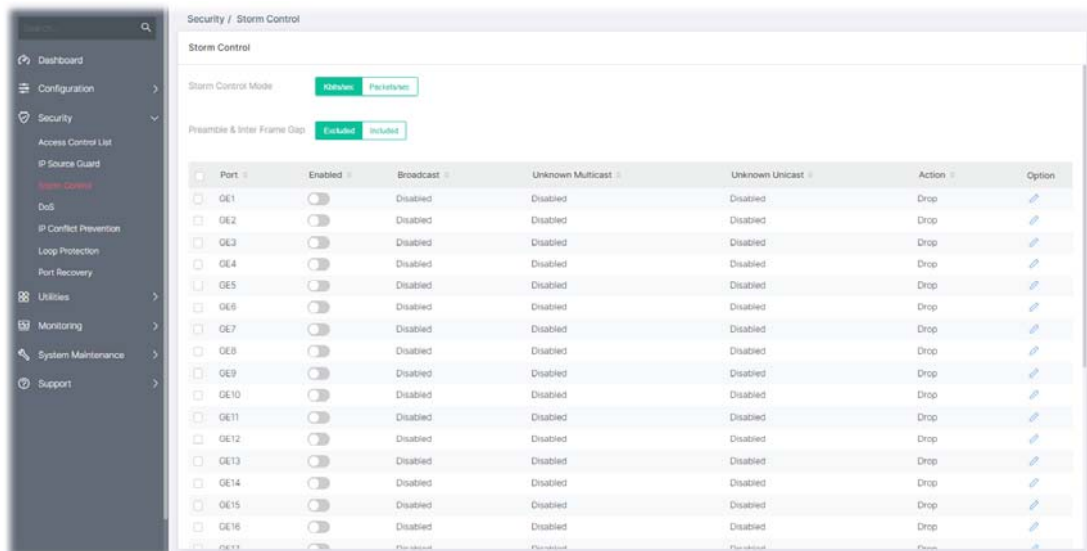 Search...
Security / Storm Control
Storm Control
Dashboard
Configuration
Security
Access Control List
IP Source Guard
Storm Control
DoS
IP Conflict Prevention
Loop Protection
Port Recovery
Utilities
Monitoring
System Maintenance
Support
Storm Control Mode Kbits/sec Packets/sec
Preamble & Inter Frame Gap Excluded Included
Port Enabled Broadcast Unknown Multicast Unknown Unicast Action Option
GE1 Disabled Disabled Disabled Drop
GE2 Disabled Disabled Disabled Drop
GE3 Disabled Disabled Disabled Drop
GE4 Disabled Disabled Disabled Drop
GE5 Disabled Disabled Disabled Drop
GE6 Disabled Disabled Disabled Drop
GE7 Disabled Disabled Disabled Drop
GE8 Disabled Disabled Disabled Drop
GE9 Disabled Disabled Disabled Drop
GE10 Disabled Disabled Disabled Drop
GE11 Disabled Disabled Disabled Drop
GE12 Disabled Disabled Disabled Drop
GE13 Disabled Disabled Disabled Drop
GE14 Disabled Disabled Disabled Drop
GE15 Disabled Disabled Disabled Drop
GE16 Disabled Disabled Disabled Drop
GE17 Disabled Disabled Disabled Drop